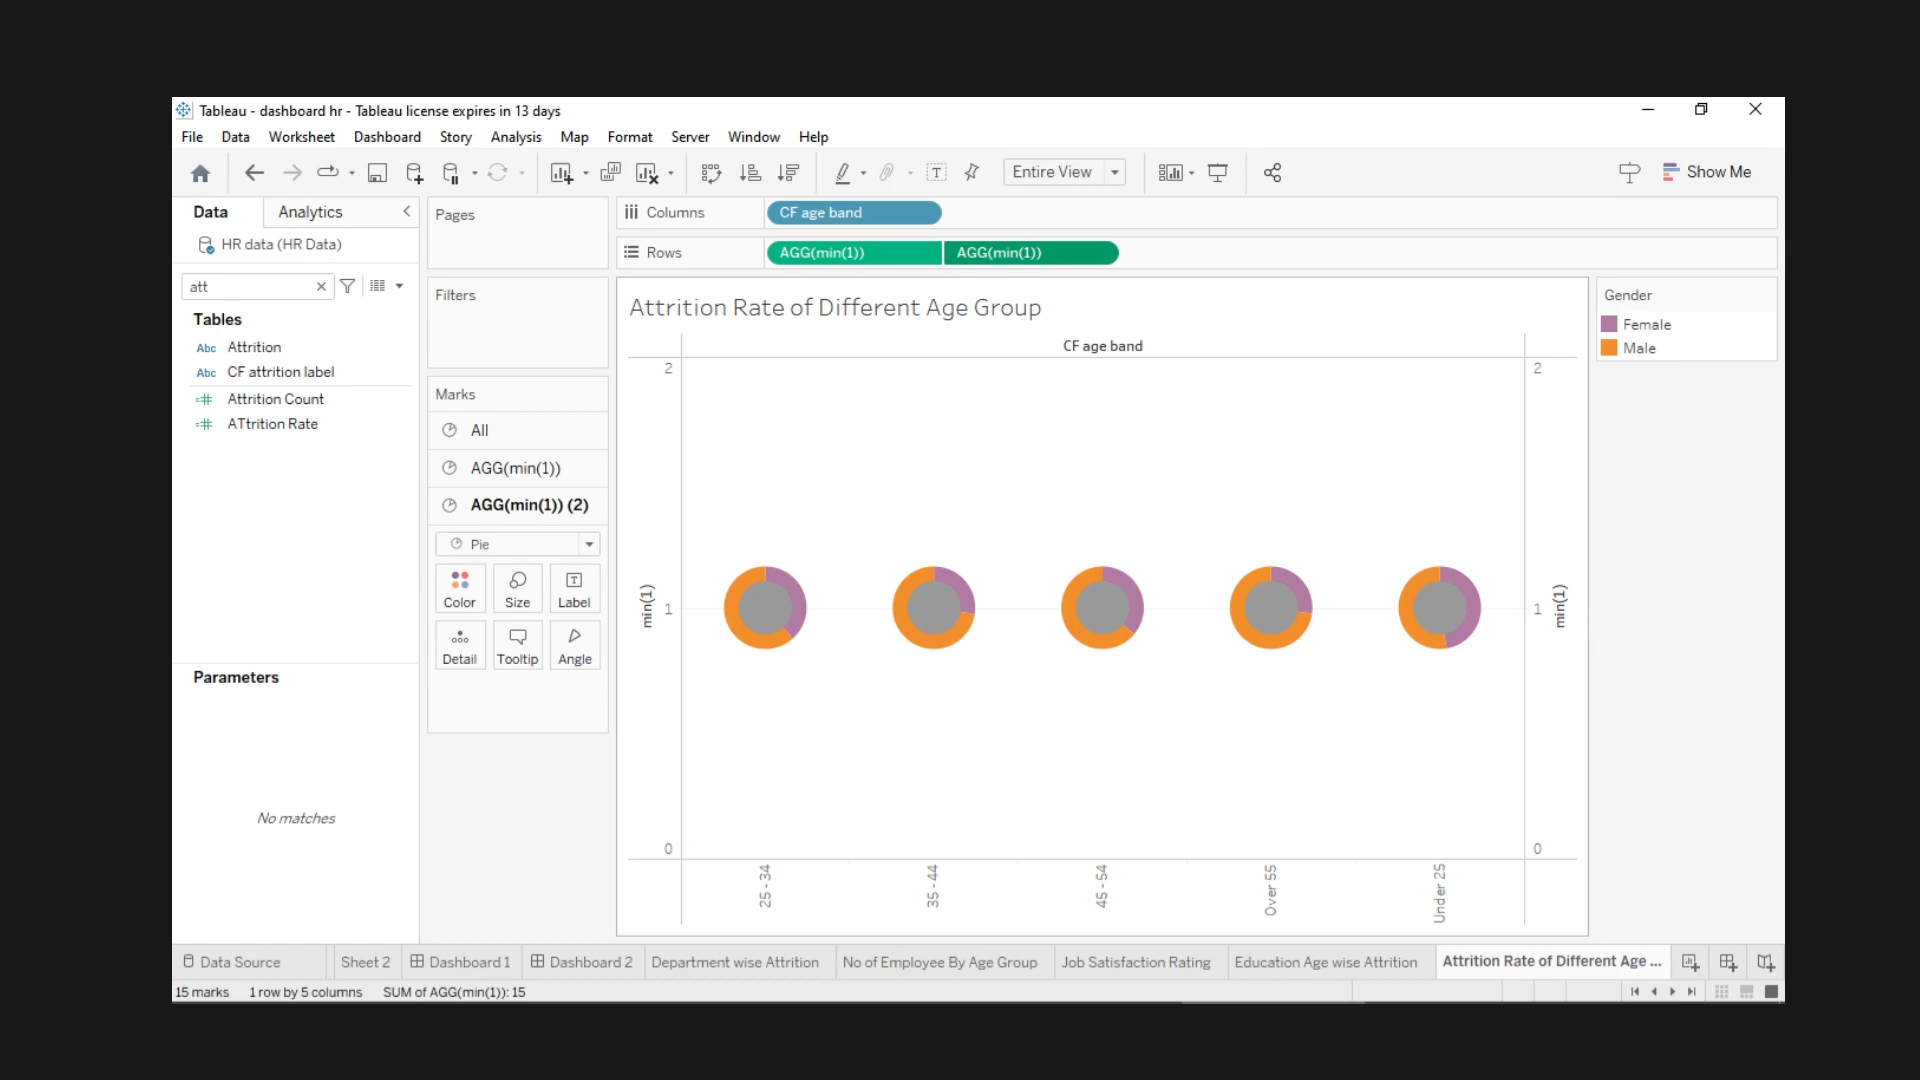 Tableau - dashboard hr - Tableau license expires in 13 days
File Data Worksheet Dashboard Story Analysis Map Format Server Window Help
Entire View
Show Me
Data Analytics
HR data (HR Data)
att
Tables
Abc Attrition
Abc CF attrition label
=# Attrition Count
=# ATtrition Rate
Parameters
No matches
Pages
Filters
Marks
All
AGG(min(1))
AGG(min(1)) (2)
Pie
Color Size Label
Detail Tooltip Angle
Columns CF age band
Rows AGG(min(1)) AGG(min(1))
Attrition Rate of Different Age Group
CF age band
2 2
min(1) 1 1 min(1)
0 0
25 - 34 35 - 44 45 - 54 Over 55 Under 25
Gender
Female
Male
Data Source Sheet 2 Dashboard 1 Dashboard 2 Department wise Attrition No of Employee By Age Group Job Satisfaction Rating Education Age wise Attrition Attrition Rate of Different Age ...
15 marks 1 row by 5 columns SUM of AGG(min(1)): 15